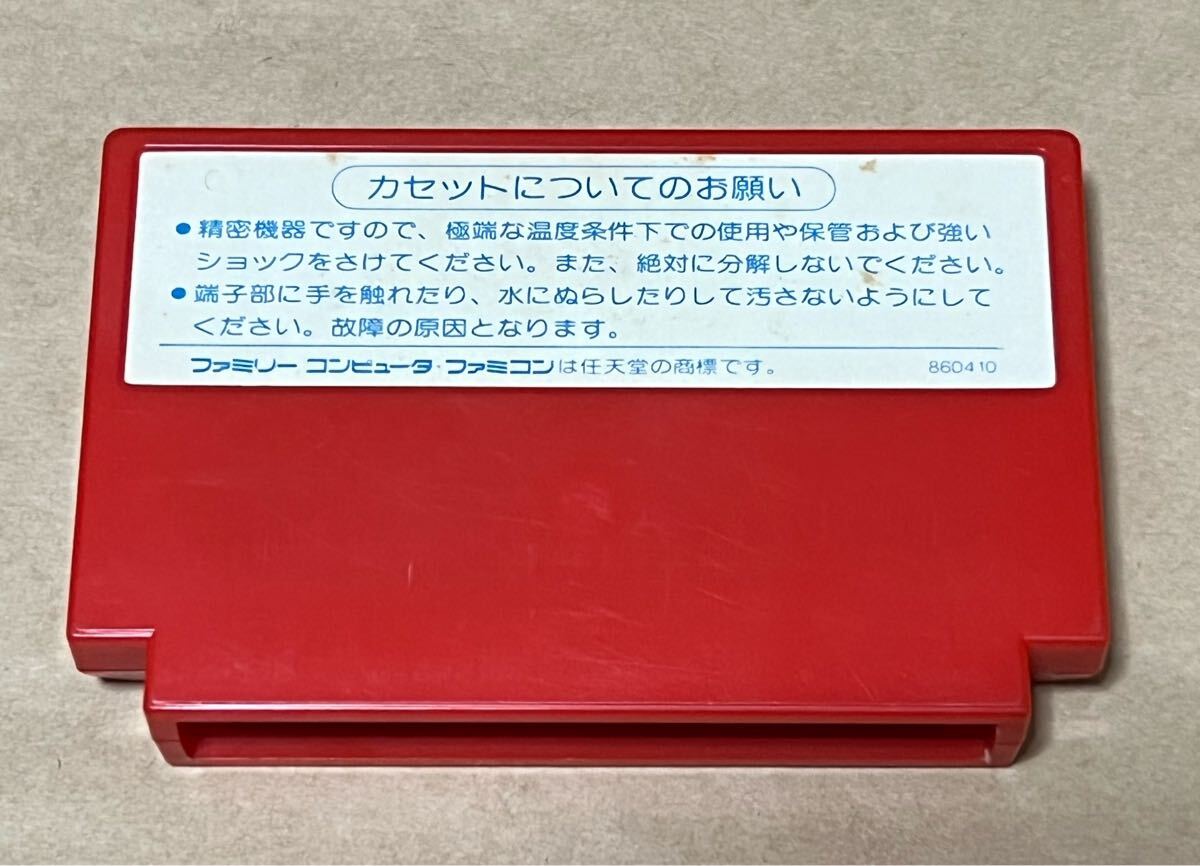 カセットについてのお願い
●精密機器ですので、極端な温度条件下での使用や保管および強い
ショックをさけてください。また、絶対に分解しないでください。
●端子部に手を触れたり、水にぬらしたりして汚さないようにして
ください。故障の原因となります。
ファミリー コンピュータ・ファミコンは任天堂の商標です。 860410